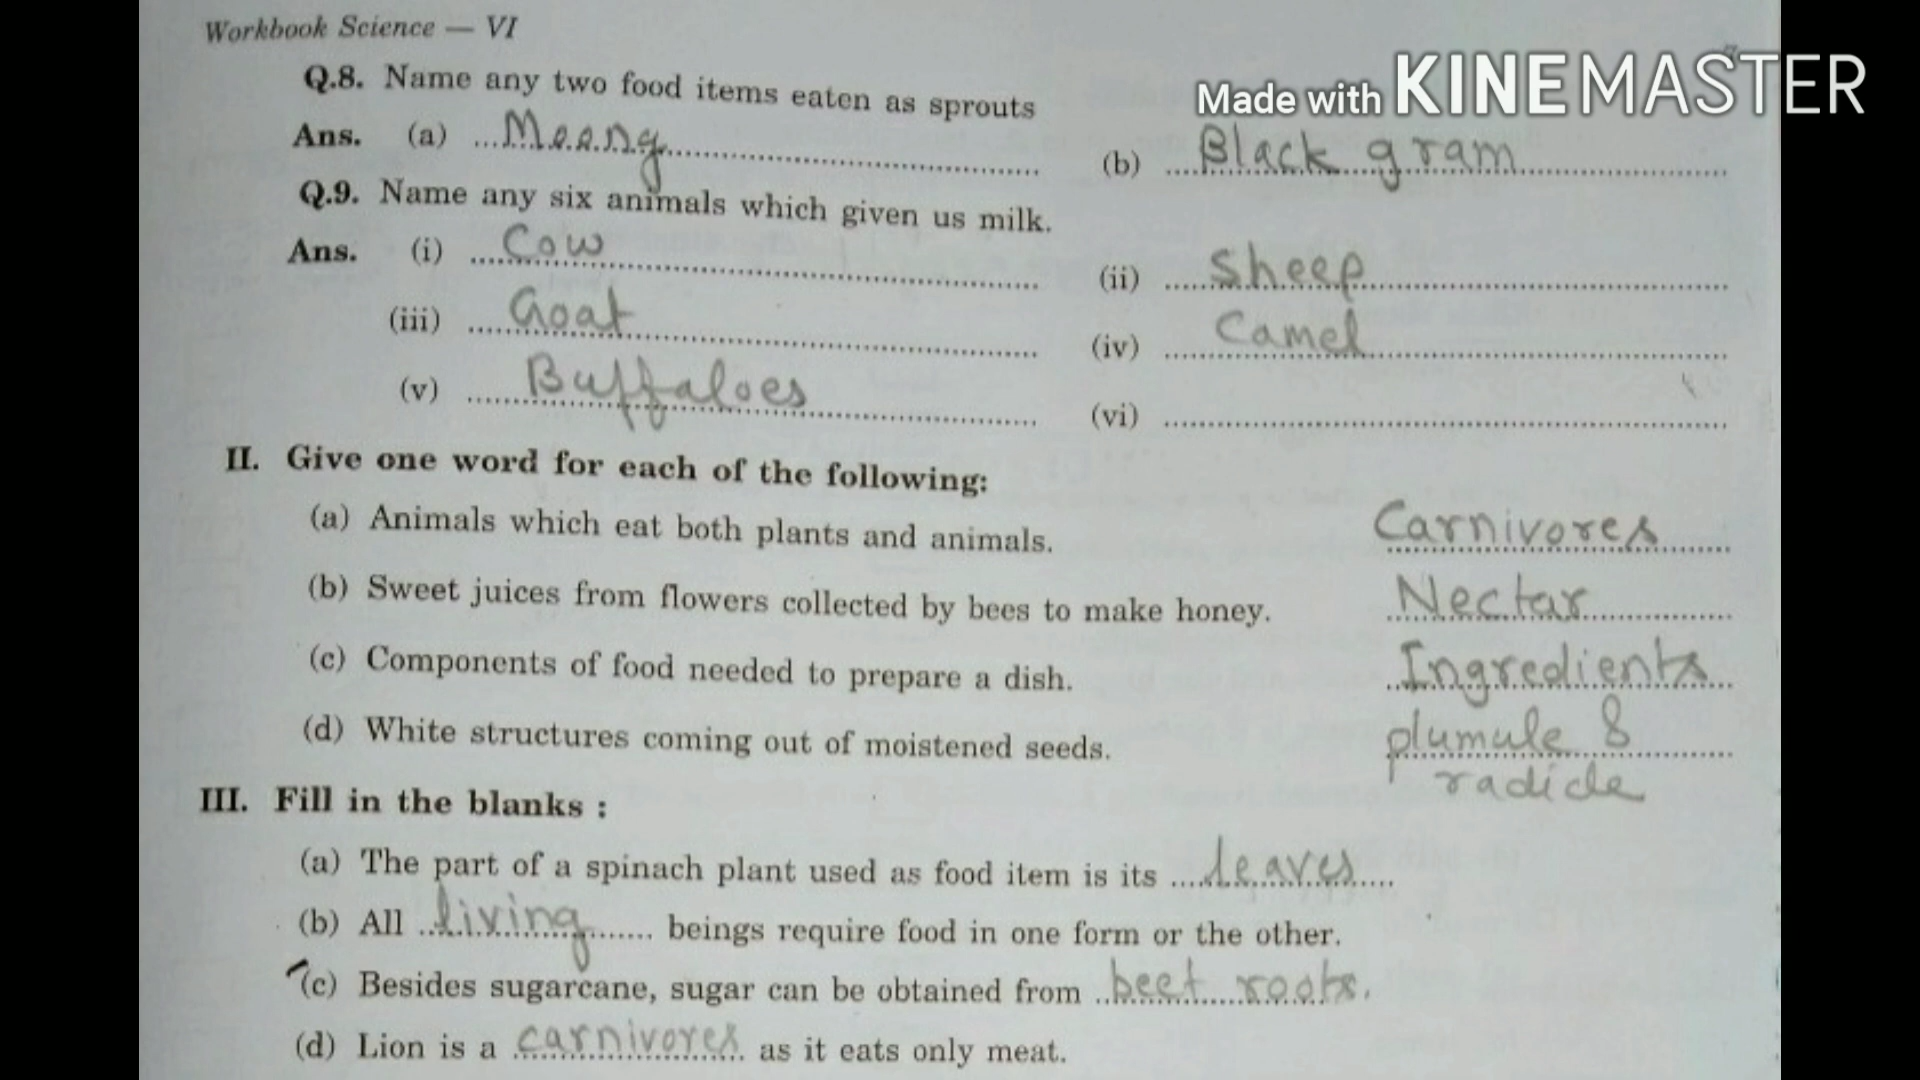 Workbook Science — VI
Made with KINEMASTER
Q.8. Name any two food items eaten as sprouts
Ans. (a) ...Moong... (b) ...Black gram...
Q.9. Name any six animals which given us milk.
Ans. (i) ...Cow... (ii) ...Sheep...
(iii) ...Goat... (iv) ...Camel...
(v) ...Buffaloes... (vi) ...
II. Give one word for each of the following:
(a) Animals which eat both plants and animals. Carnivores
(b) Sweet juices from flowers collected by bees to make honey. Nectar
(c) Components of food needed to prepare a dish. Ingredients
(d) White structures coming out of moistened seeds. plumule &
radicle
III. Fill in the blanks :
(a) The part of a spinach plant used as food item is its ...leaves...
(b) All ...living... beings require food in one form or the other.
(c) Besides sugarcane, sugar can be obtained from ...beet roots.
(d) Lion is a ...carnivores... as it eats only meat.